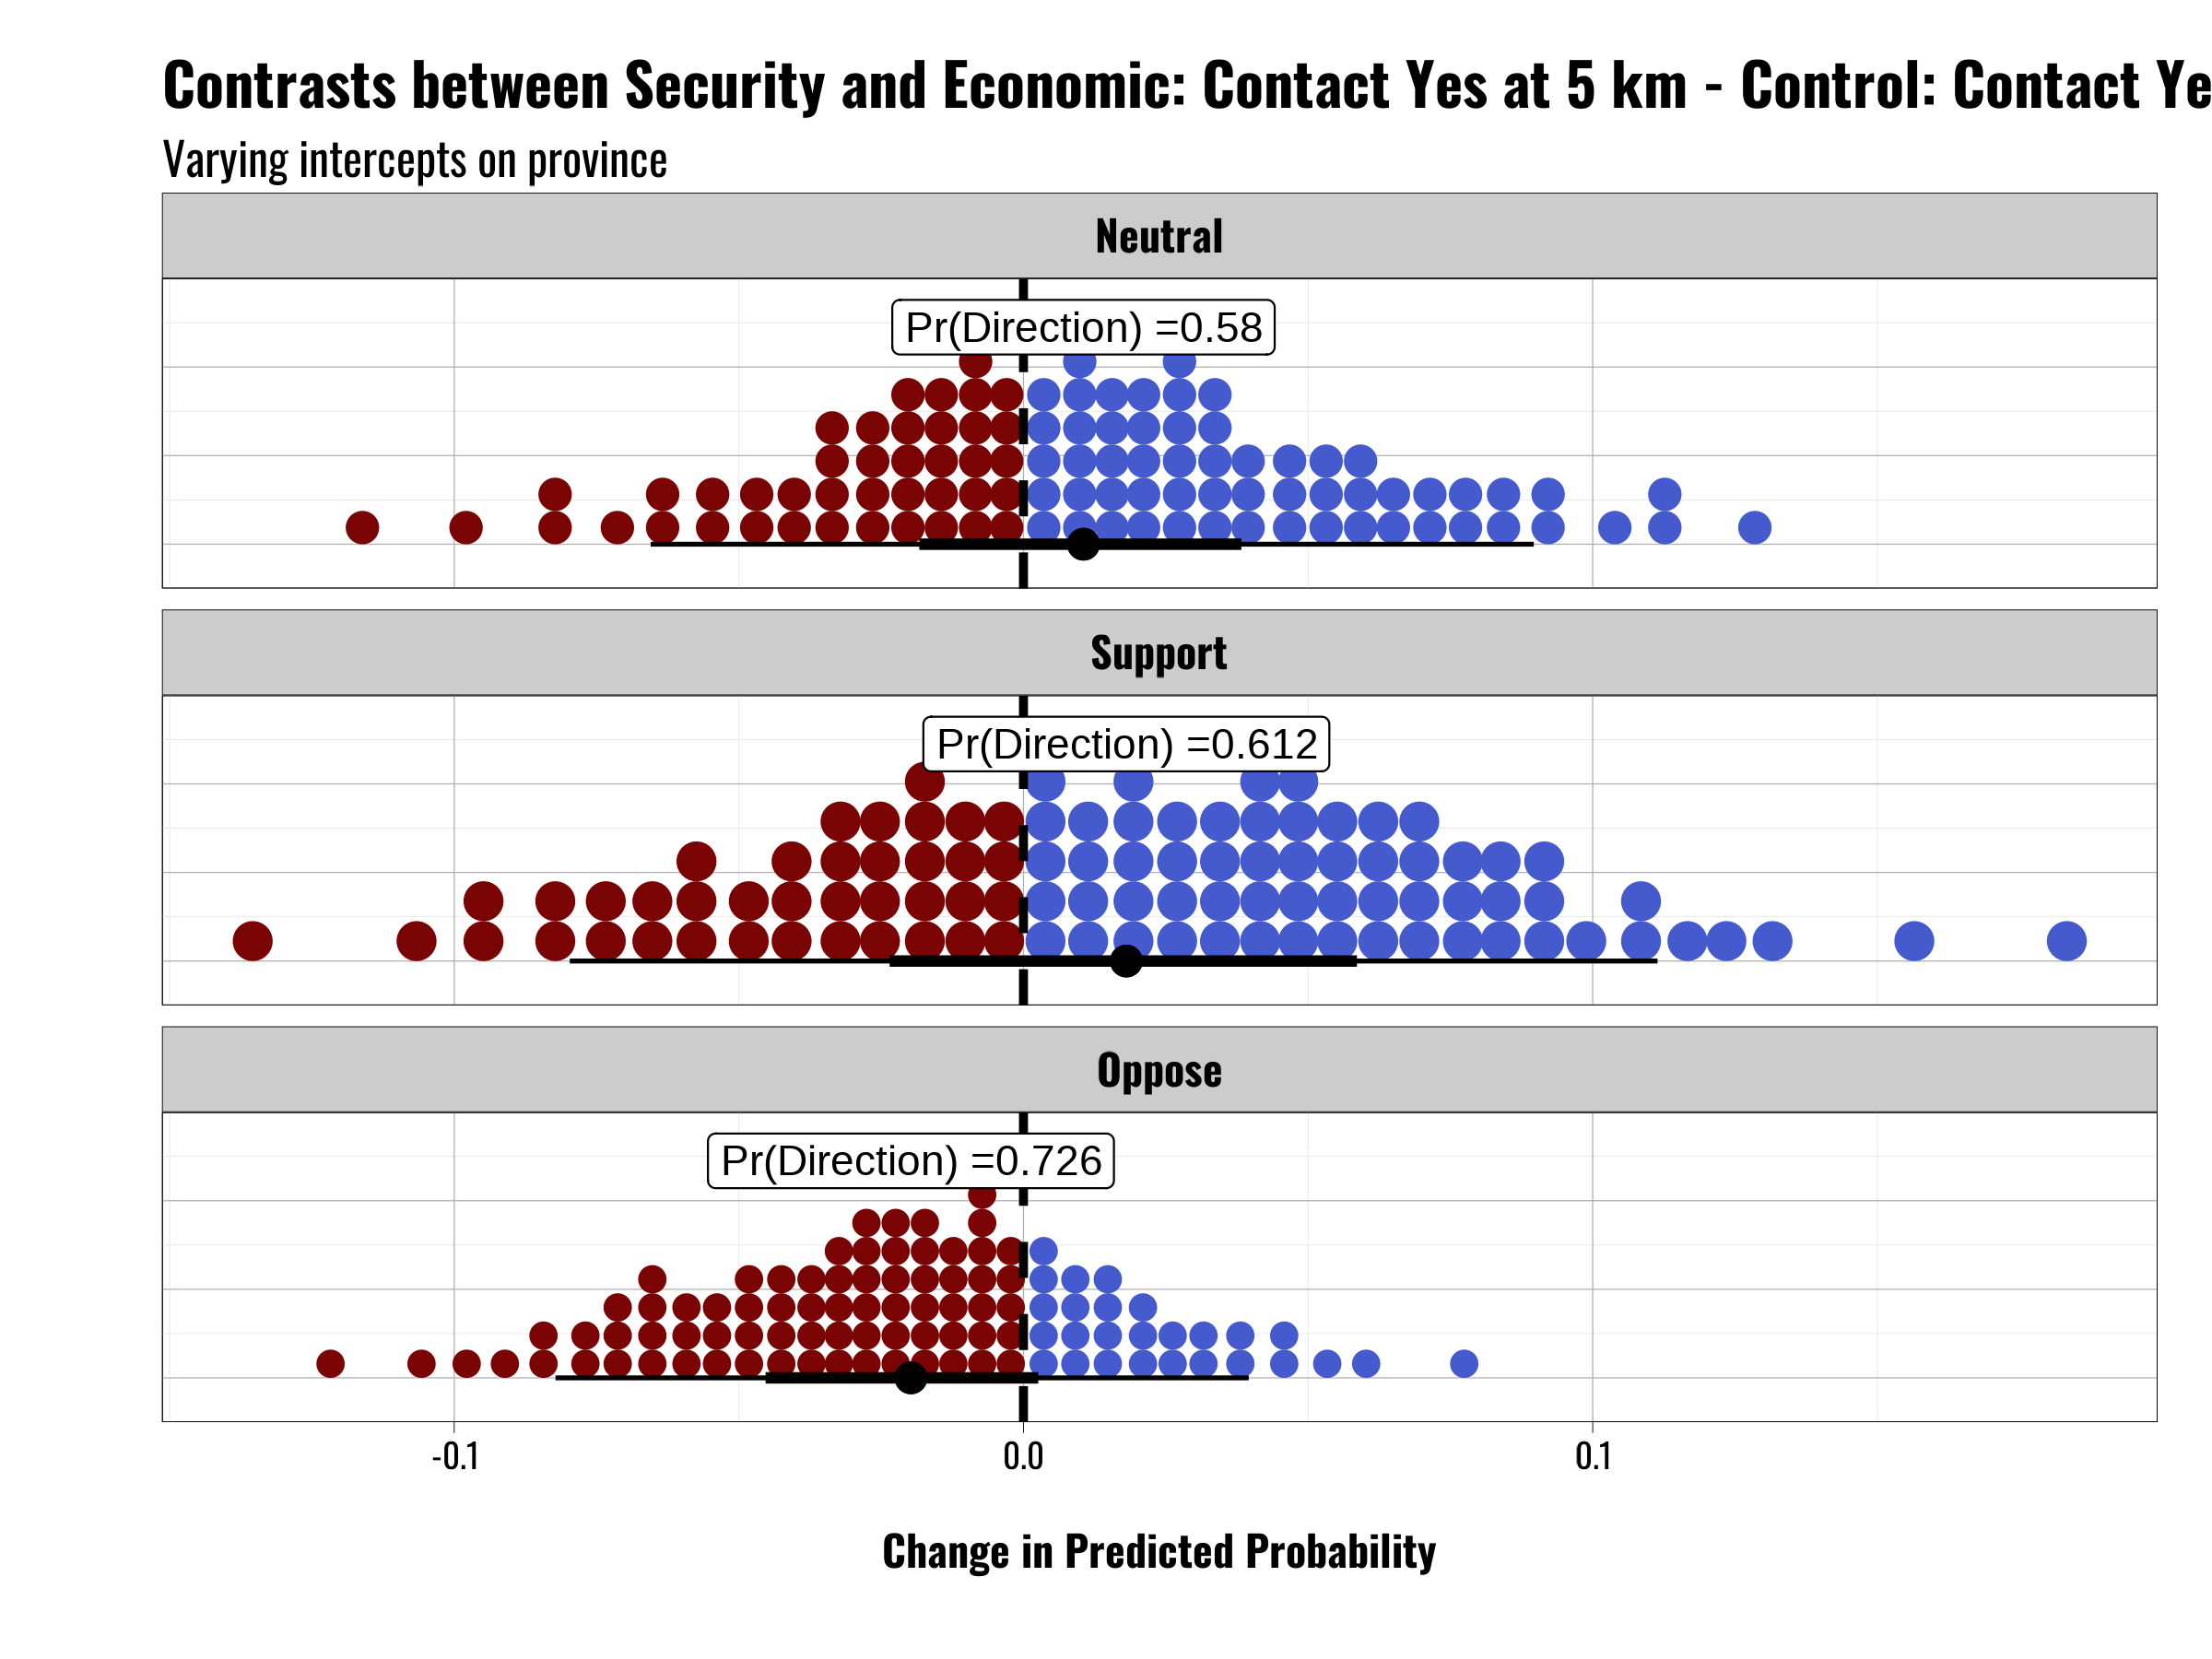 Contrasts between Security and Economic: Contact Yes at 5 km - Control: Contact Ye
Varying intercepts on province
Neutral
Pr(Direction) =0.58
Support
Pr(Direction) =0.612
Oppose
Pr(Direction) =0.726
-0.1 0.0 0.1
Change in Predicted Probability